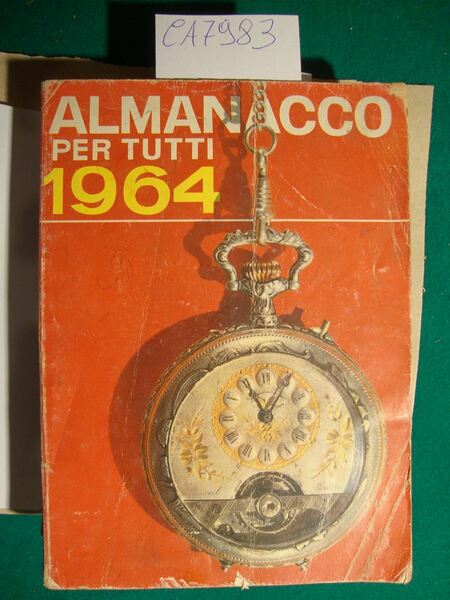 CA7983
ALMANACCO
PER TUTTI
1964